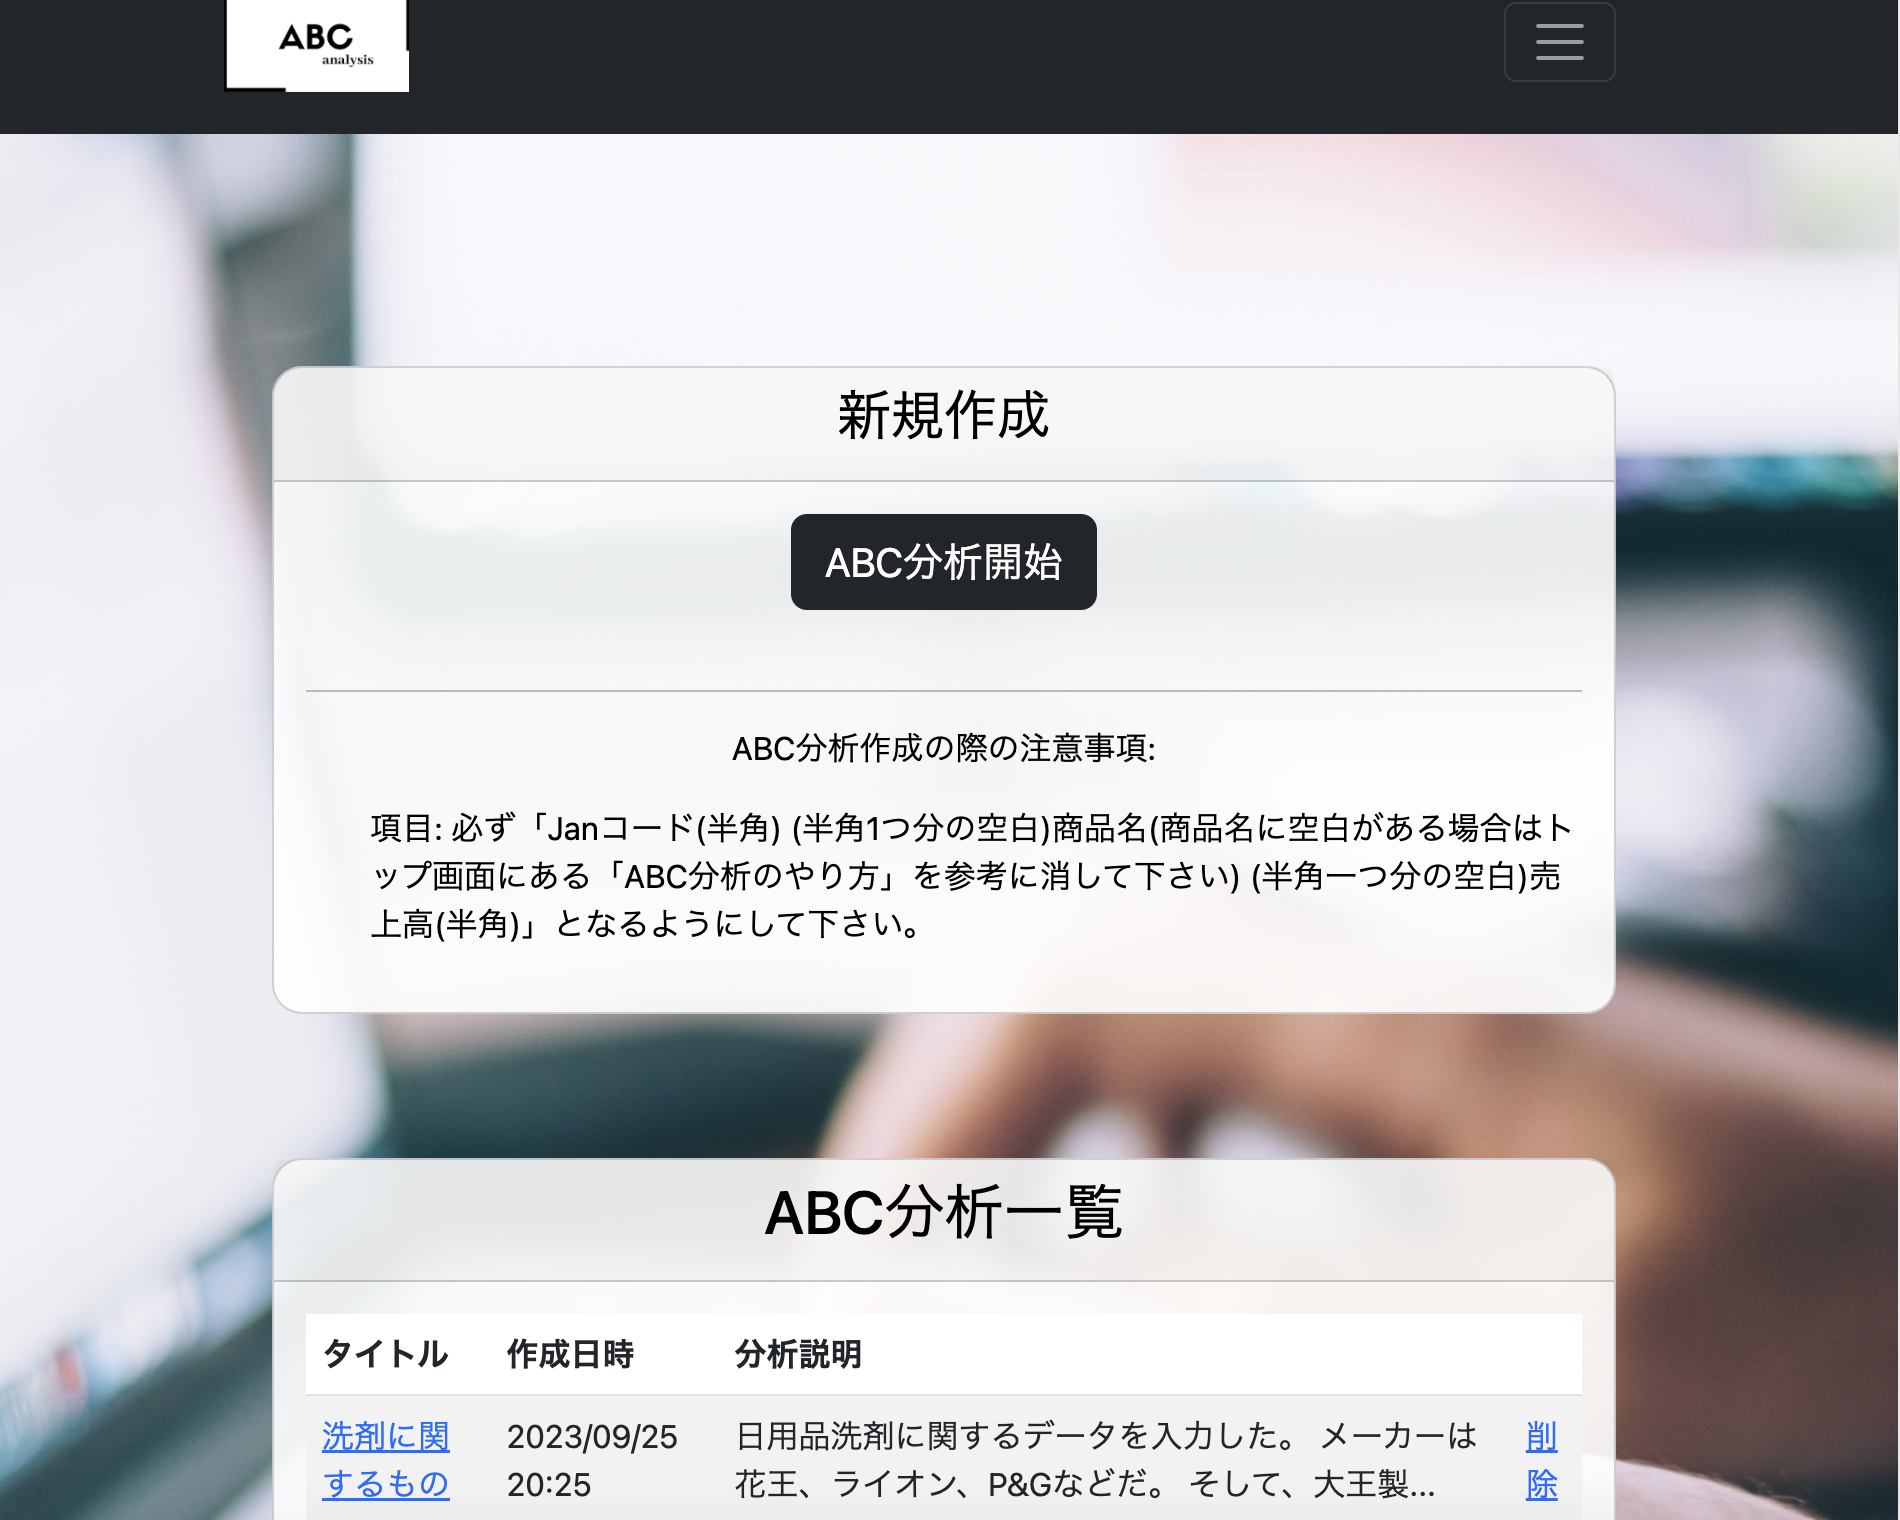 ABC
analysis
新規作成
ABC分析開始
ABC分析作成の際の注意事項:
項目: 必ず「Janコード(半角) (半角1つ分の空白)商品名(商品名に空白がある場合はト
ップ画面にある「ABC分析のやり方」を参考に消して下さい) (半角一つ分の空白)売
上高(半角)」となるようにして下さい。
ABC分析一覧
タイトル 作成日時 分析説明
洗剤に関 2023/09/25 日用品洗剤に関するデータを入力した。 メーカーは 削
するもの 20:25 花王、ライオン、P&Gなどだ。 そして、大王製... 除